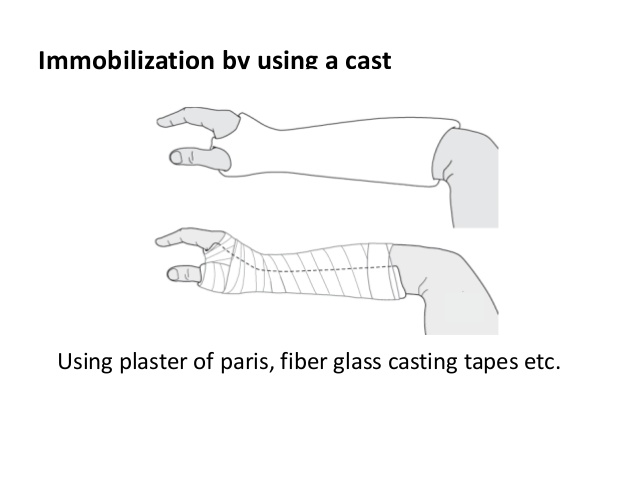 Immobilization by using a cast
Using plaster of paris, fiber glass casting tapes etc.